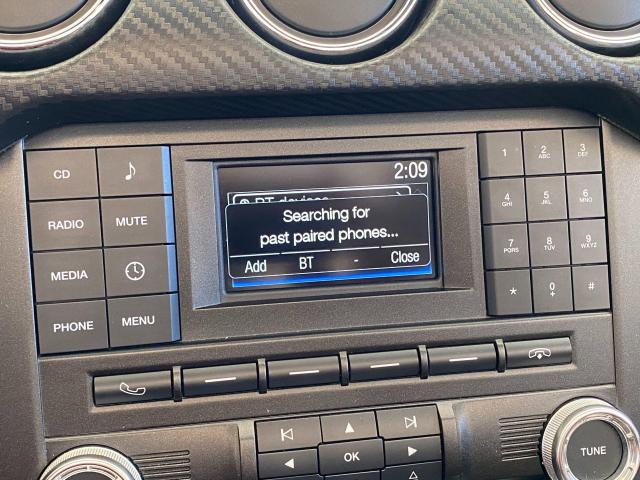 2:09
BT devices
Searching for
past paired phones...
Add BT - Close
CD
RADIO MUTE
MEDIA
PHONE MENU
1 2 ABC 3 DEF
4 GHI 5 JKL 6 MNO
7 PQRS 8 TUV 9 WXYZ
* 0 + #
OK
TUNE